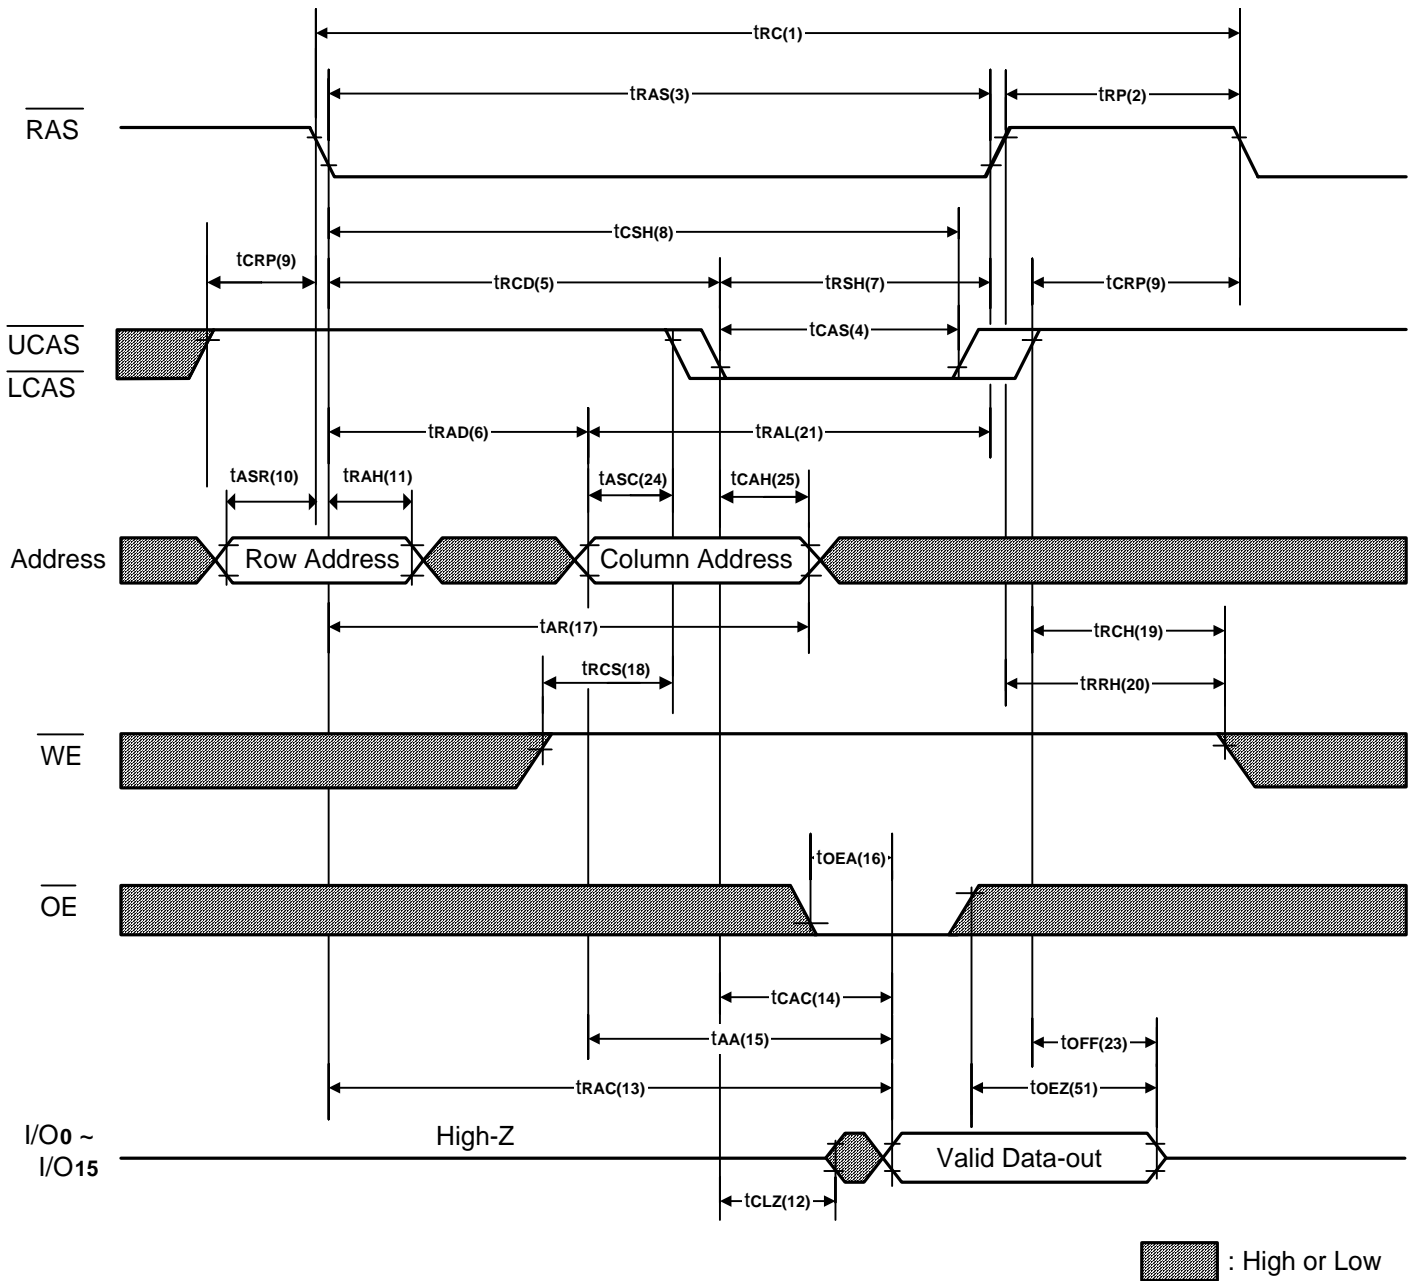 tRC(1)
tRAS(3)
tRP(2)
RAS
tCSH(8)
tCRP(9)
tRCD(5)
tRSH(7)
tCRP(9)
UCAS
LCAS
tCAS(4)
tRAD(6)
tRAL(21)
tASR(10)
tRAH(11)
tASC(24)
tCAH(25)
Address
Row Address
Column Address
tAR(17)
tRCH(19)
tRCS(18)
tRRH(20)
WE
tOEA(16)
OE
tCAC(14)
tAA(15)
tOFF(23)
tRAC(13)
tOEZ(51)
I/O0 ~
I/O15
High-Z
Valid Data-out
tCLZ(12)
: High or Low